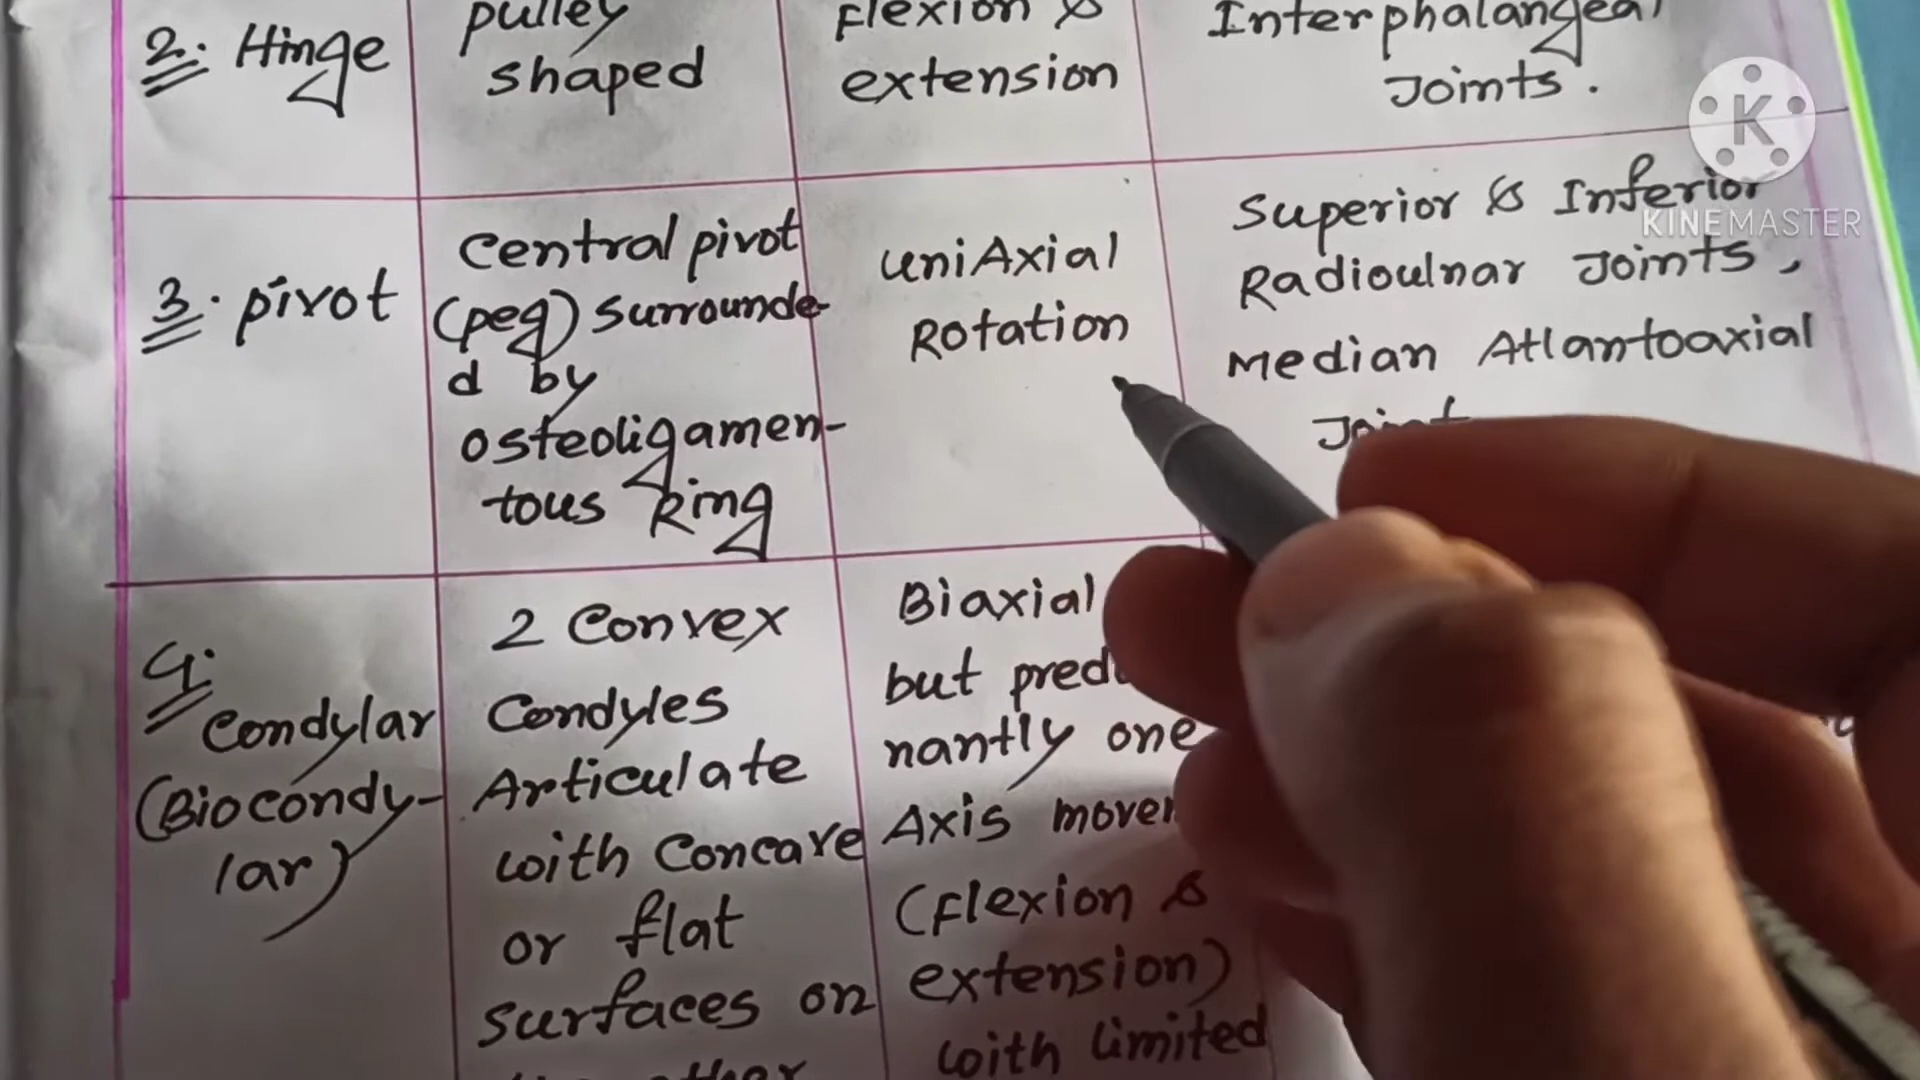 2. Hinge
pulley
shaped
Flexion &
extension
Interphalangeal
Joints.
3. pivot
Central pivot
(peg) Surrounde-
d by
osteoligamen-
tous Ring
uniAxial
Rotation
Superior & Inferior
Radioulnar Joints,
Median Atlantoaxial
Joint
4.
Condylar
(Biocondy-
lar)
2 Convex
Condyles
Articulate
with Concave
or flat
surfaces on
Biaxial
but
nantly one
Axis
(Flexion &
extension)
with limited
K
KINEMASTER